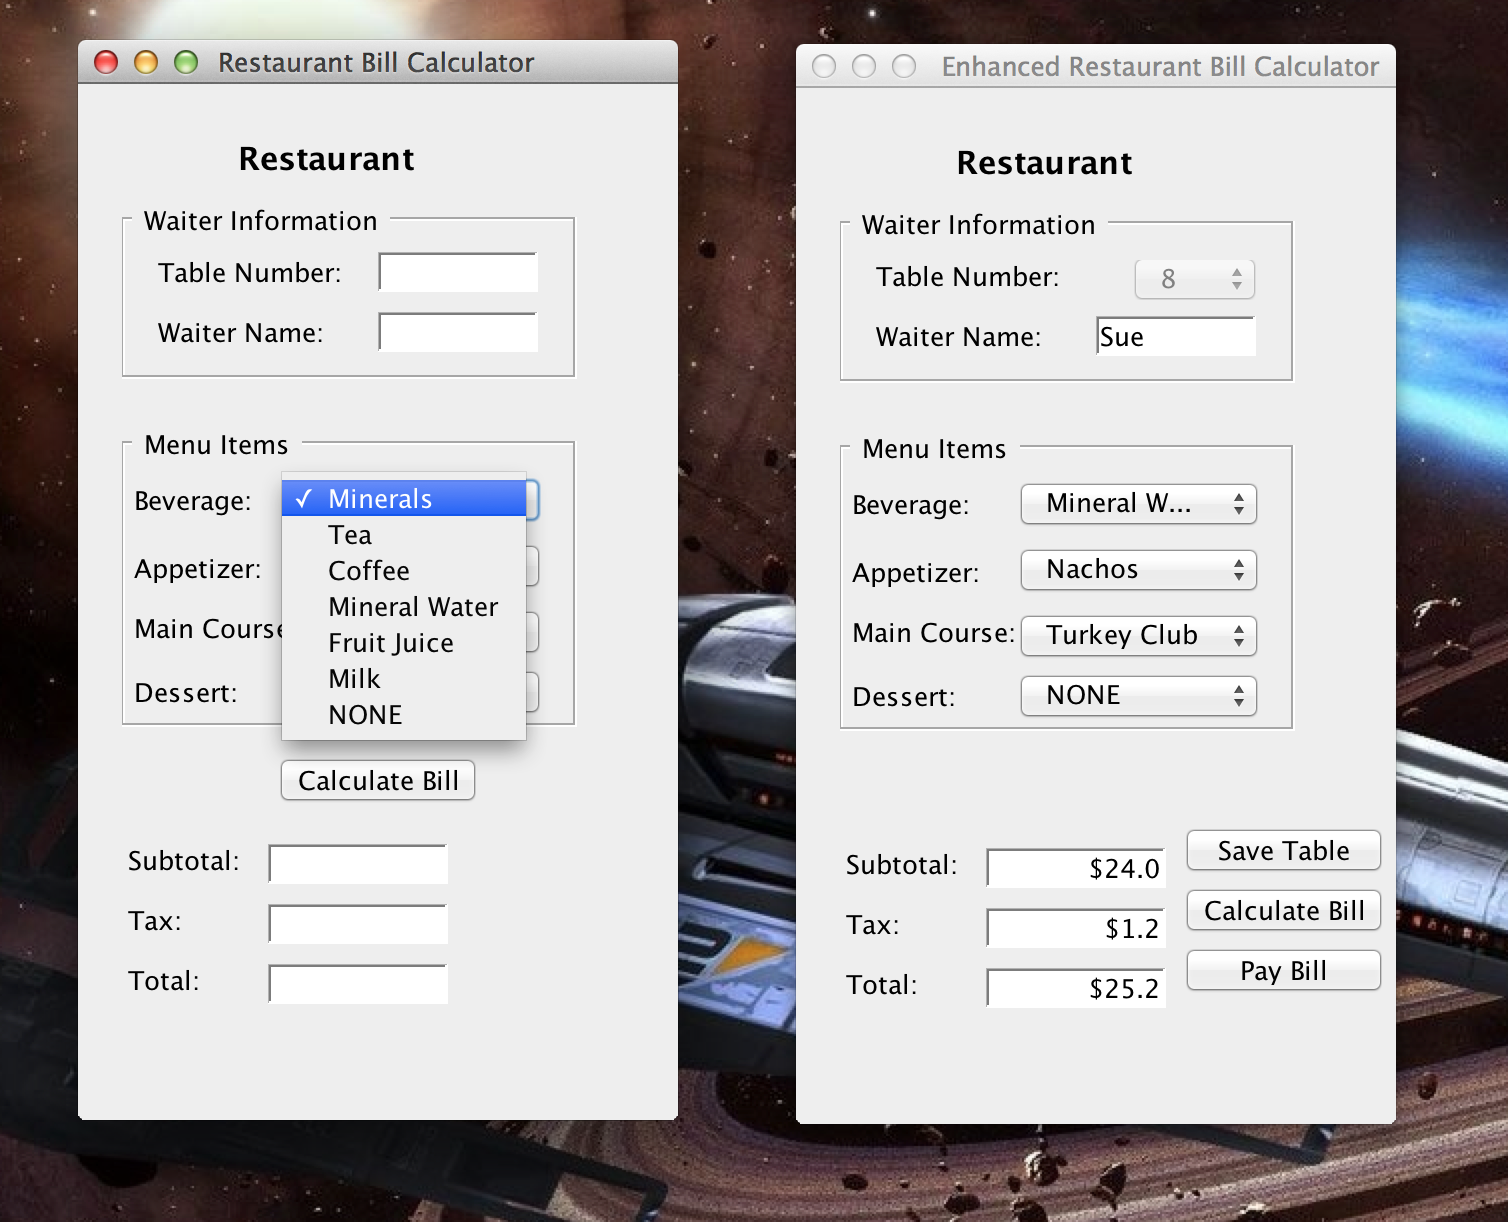 Restaurant Bill Calculator
Restaurant
Waiter Information
Table Number:
Waiter Name:
Menu Items
Beverage:
✓ Minerals
Tea
Coffee
Mineral Water
Fruit Juice
Milk
NONE
Appetizer:
Main Course
Dessert:
Calculate Bill
Subtotal:
Tax:
Total:
Enhanced Restaurant Bill Calculator
Restaurant
Waiter Information
Table Number: 8
Waiter Name: Sue
Menu Items
Beverage: Mineral W...
Appetizer: Nachos
Main Course: Turkey Club
Dessert: NONE
Subtotal: $24.0
Tax: $1.2
Total: $25.2
Save Table
Calculate Bill
Pay Bill